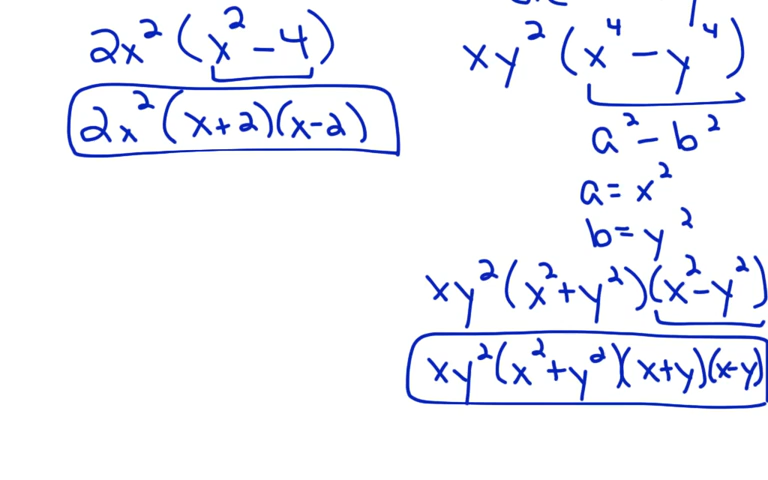 2x² (x² - 4)
2x² (x+2)(x-2)
xy² (x⁴ - y⁴)
a² - b²
a = x²
b = y²
xy² (x² + y²)(x² - y²)
xy² (x² + y²)(x+y)(x-y)